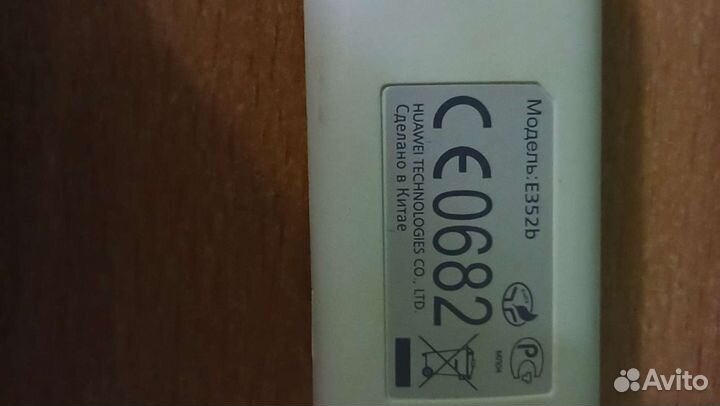 Модель: E352b
CE0682
HUAWEI TECHNOLOGIES CO., LTD.
Сделано в Китае
Avito